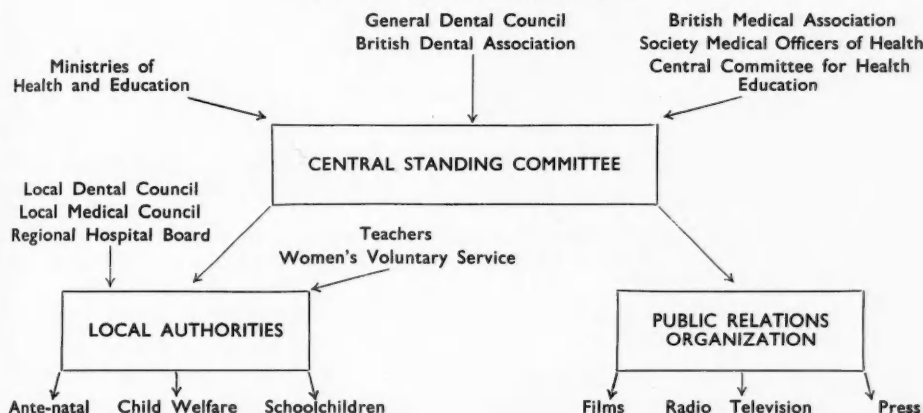 General Dental Council
British Dental Association
British Medical Association
Society Medical Officers of Health
Central Committee for Health
Education
Ministries of
Health and Education
CENTRAL STANDING COMMITTEE
Local Dental Council
Local Medical Council
Regional Hospital Board
Teachers
Women's Voluntary Service
LOCAL AUTHORITIES
PUBLIC RELATIONS
ORGANIZATION
Ante-natal Child Welfare Schoolchildren
Films Radio Television Press